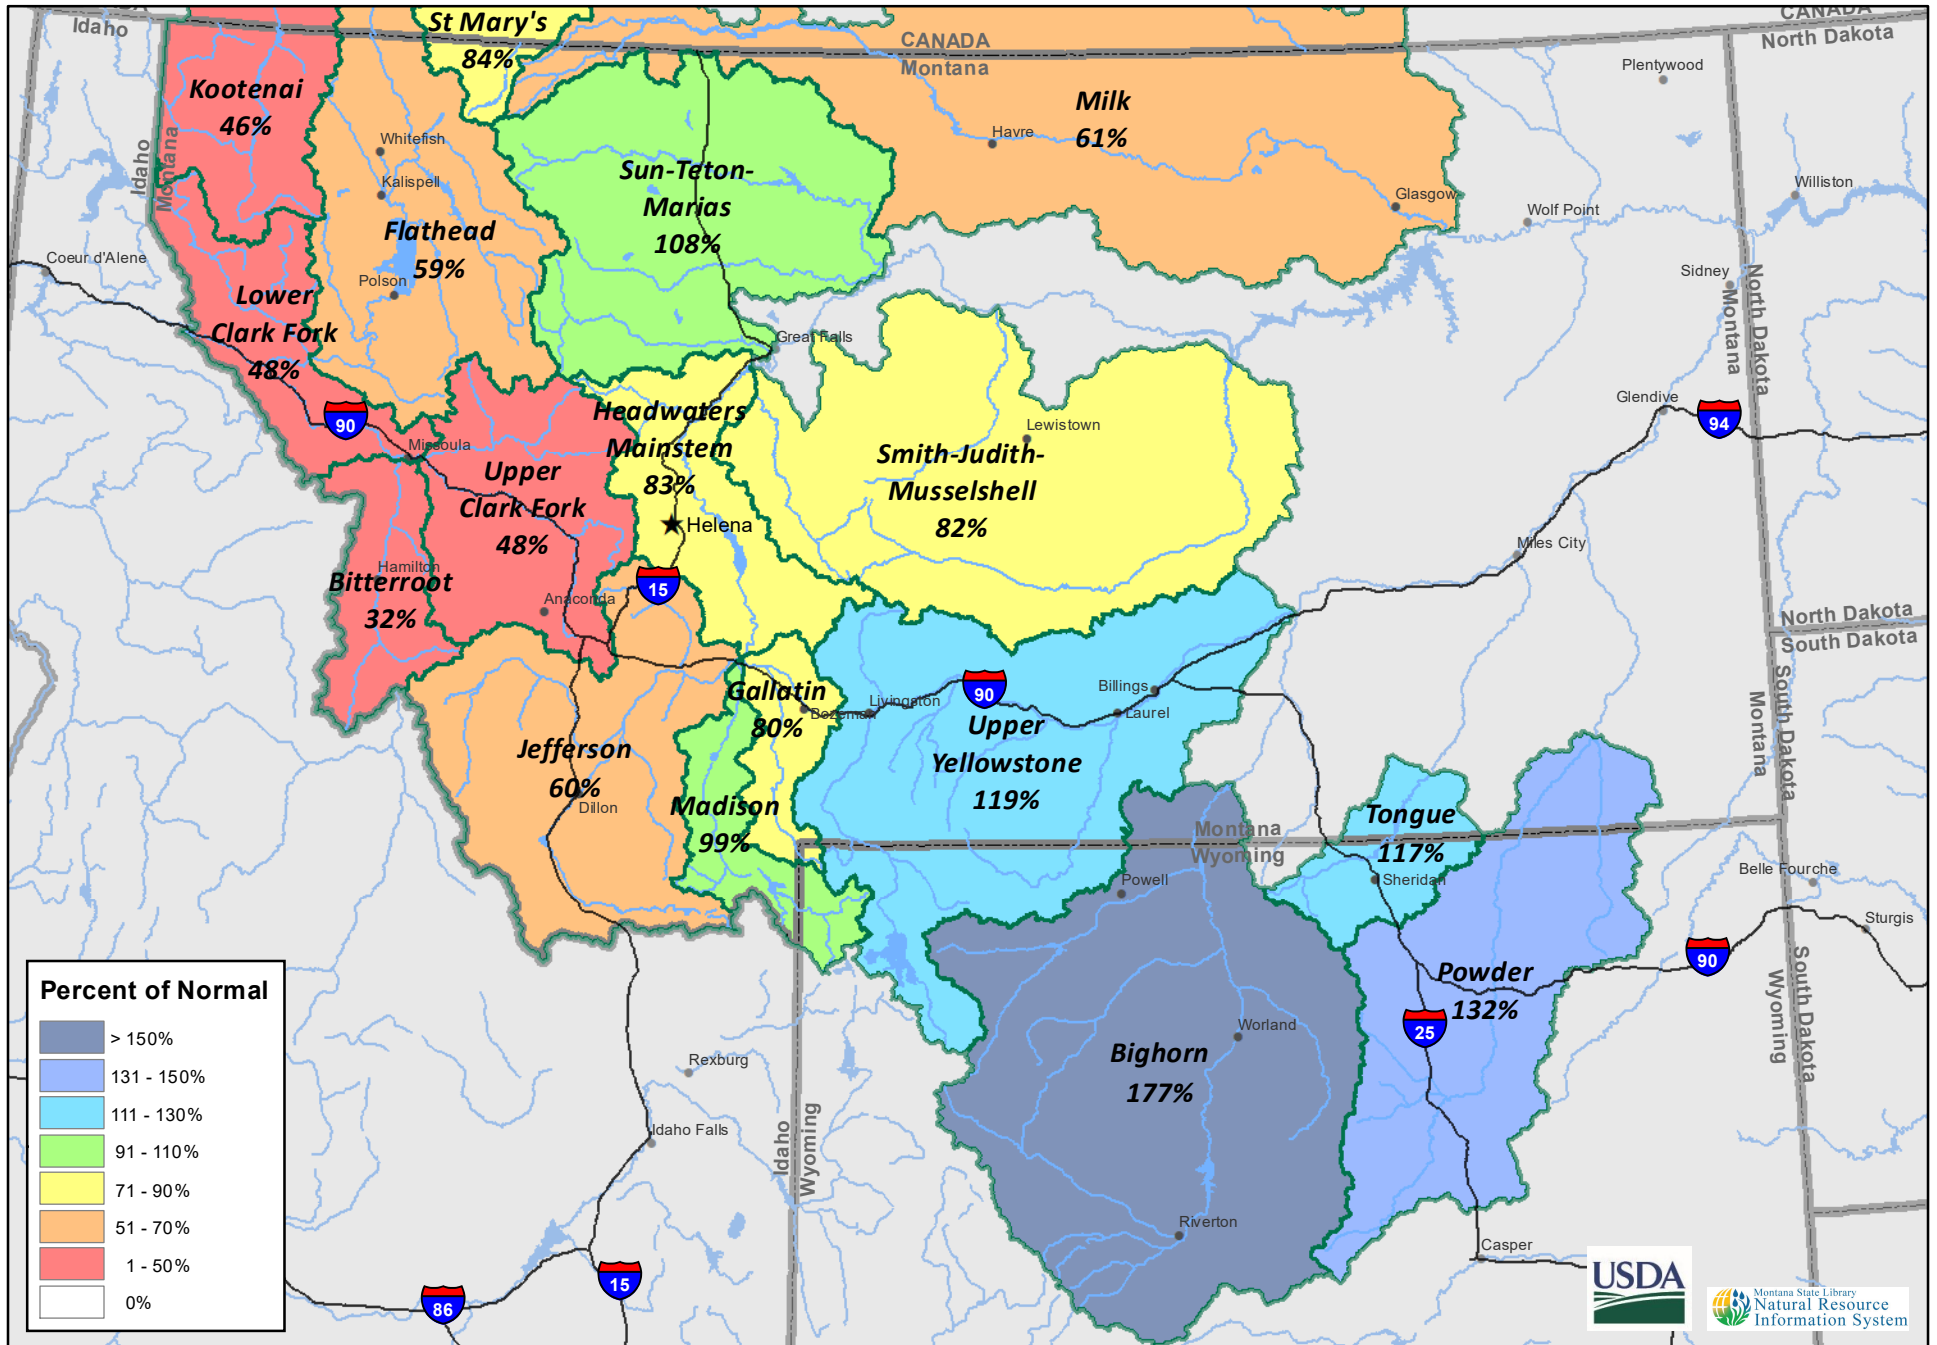 Idaho
CANADA
Montana
CANADA
North Dakota
St Mary's
84%
Kootenai
46%
Idaho
Montana
Whitefish
Kalispell
Flathead
59%
Polson
Sun-Teton-
Marias
108%
Milk
61%
Havre
Glasgow
Plentywood
Wolf Point
Williston
Sidney
Montana
North Dakota
Coeur d'Alene
Lower
Clark Fork
48%
90
Missoula
Great Falls
Headwaters
Mainstem
83%
Helena
Lewistown
Smith-Judith-
Musselshell
82%
Glendive
94
Miles City
Upper
Clark Fork
48%
Hamilton
Bitterroot
32%
Anaconda
15
North Dakota
South Dakota
Montana
South Dakota
Gallatin
80%
Bozeman
Livingston
90
Billings
Laurel
Upper
Yellowstone
119%
Jefferson
60%
Dillon
Madison
99%
Montana
Wyoming
Powell
Tongue
117%
Sheridan
Belle Fourche
Sturgis
90
South Dakota
Wyoming
Powder
132%
25
Bighorn
177%
Worland
Riverton
Casper
Rexburg
Idaho Falls
Idaho
Wyoming
15
86
Percent of Normal
> 150%
131 - 150%
111 - 130%
91 - 110%
71 - 90%
51 - 70%
1 - 50%
0%
USDA
Montana State Library
Natural Resource
Information System